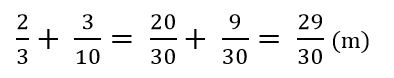 2/3 + 3/10 = 20/30 + 9/30 = 29/30 (m)